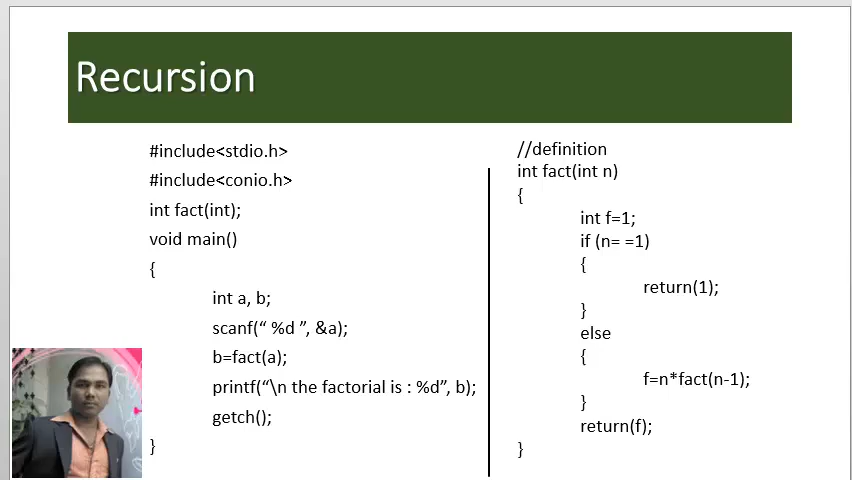 Recursion
#include<stdio.h>
#include<conio.h>
int fact(int);
void main()
{
int a, b;
scanf(“ %d ”, &a);
b=fact(a);
printf(“\n the factorial is : %d”, b);
getch();
}
//definition
int fact(int n)
{
int f=1;
if (n= =1)
{
return(1);
}
else
{
f=n*fact(n-1);
}
return(f);
}